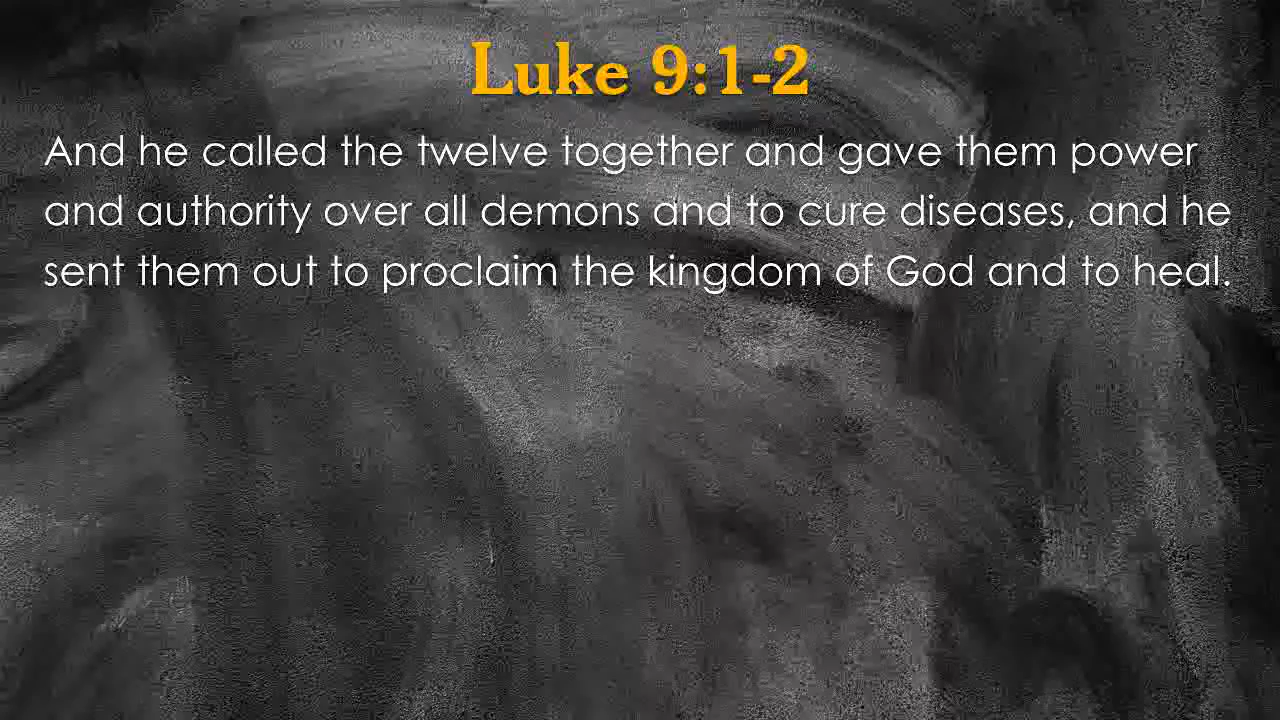 Luke 9:1-2
And he called the twelve together and gave them power
and authority over all demons and to cure diseases, and he
sent them out to proclaim the kingdom of God and to heal.